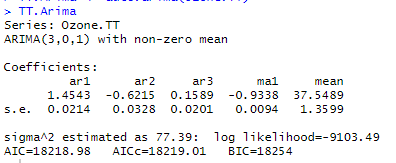 > TT.Arima
Series: Ozone.TT
ARIMA(3,0,1) with non-zero mean
Coefficients:
ar1 ar2 ar3 ma1 mean
1.4543 -0.6215 0.1589 -0.9338 37.5489
s.e. 0.0214 0.0328 0.0201 0.0094 1.3599
sigma^2 estimated as 77.39: log likelihood=-9103.49
AIC=18218.98 AICc=18219.01 BIC=18254